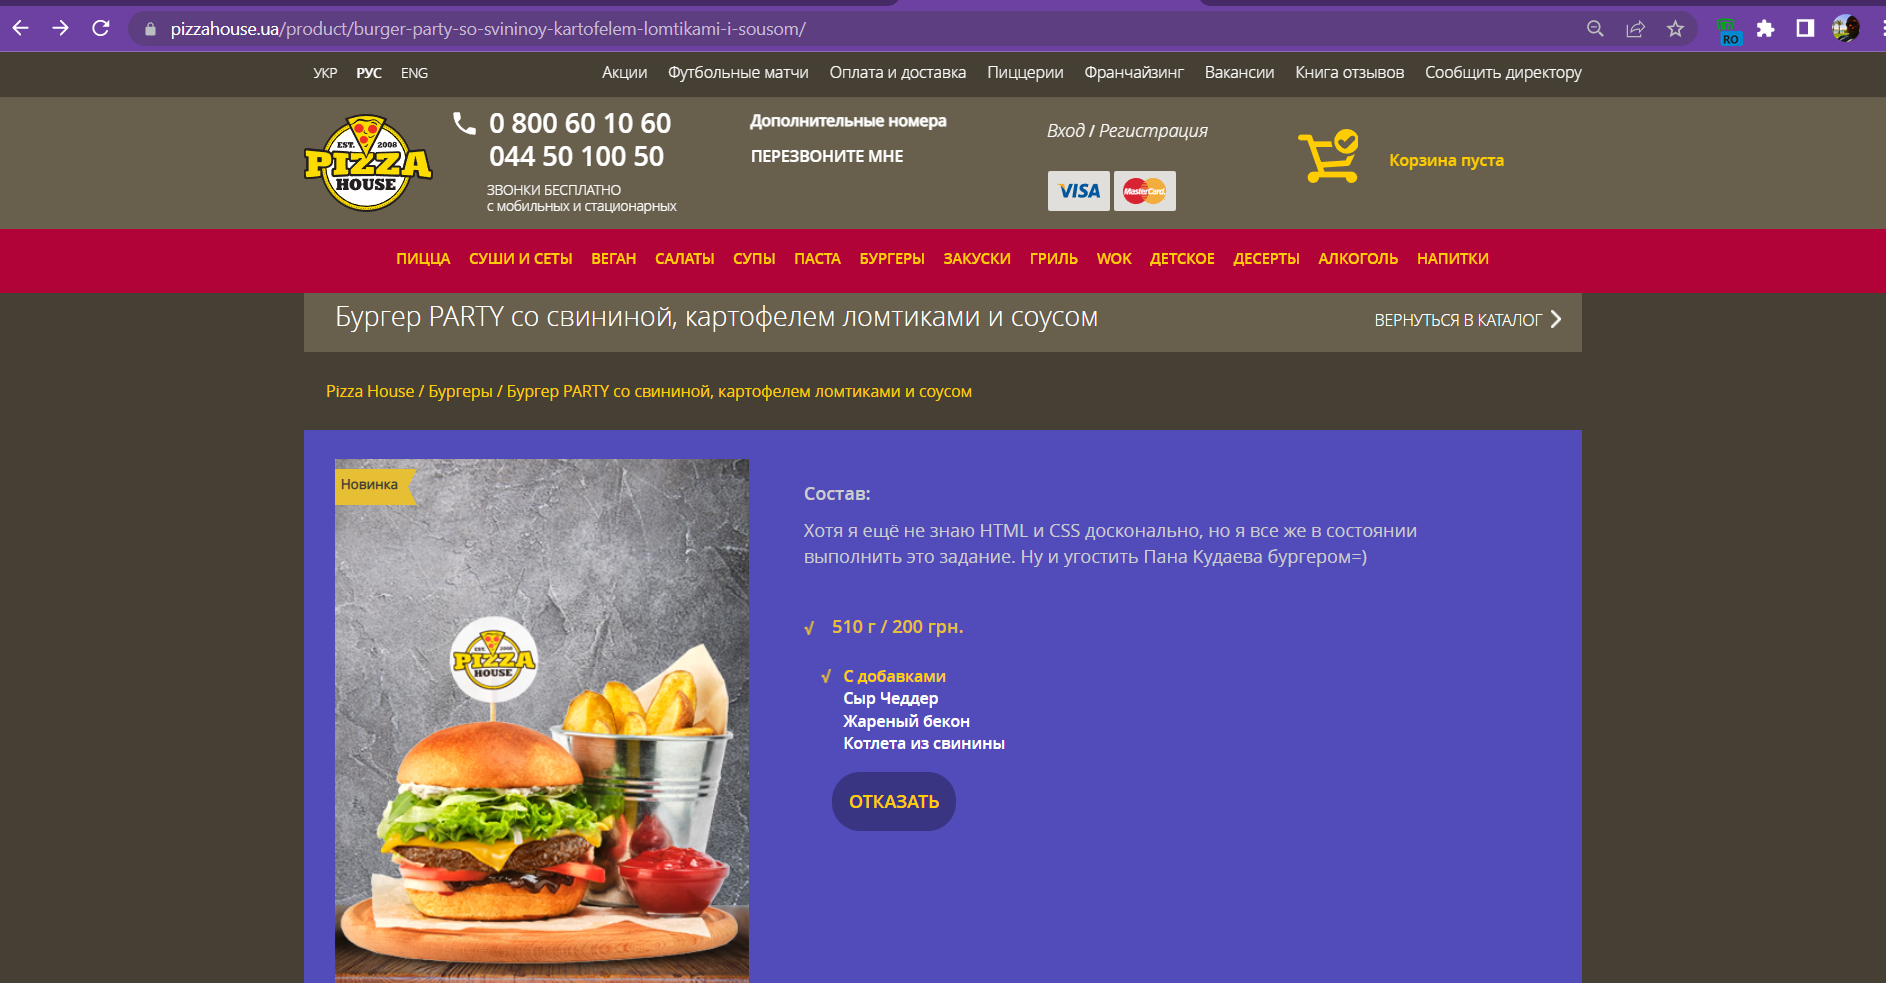 pizzahouse.ua/product/burger-party-so-svininoy-kartofelem-lomtikami-i-sousom/
RO
УКР РУС ENG
Акции Футбольные матчи Оплата и доставка Пиццерии Франчайзинг Вакансии Книга отзывов Сообщить директору
EST. 2008
PIZZA
HOUSE
0 800 60 10 60
044 50 100 50
ЗВОНКИ БЕСПЛАТНО
с мобильных и стационарных
Дополнительные номера
ПЕРЕЗВОНИТЕ МНЕ
Вход / Регистрация
VISA MasterCard
Корзина пуста
ПИЦЦА СУШИ И СЕТЫ ВЕГАН САЛАТЫ СУПЫ ПАСТА БУРГЕРЫ ЗАКУСКИ ГРИЛЬ WOK ДЕТСКОЕ ДЕСЕРТЫ АЛКОГОЛЬ НАПИТКИ
Бургер PARTY со свининой, картофелем ломтиками и соусом
ВЕРНУТЬСЯ В КАТАЛОГ
Pizza House / Бургеры / Бургер PARTY со свининой, картофелем ломтиками и соусом
Новинка
EST. 2008
PIZZA
HOUSE
Состав:
Хотя я ещё не знаю HTML и CSS досконально, но я все же в состоянии
выполнить это задание. Ну и угостить Пана Кудаева бургером=)
√ 510 г / 200 грн.
√ С добавками
Сыр Чеддер
Жареный бекон
Котлета из свинины
ОТКАЗАТЬ